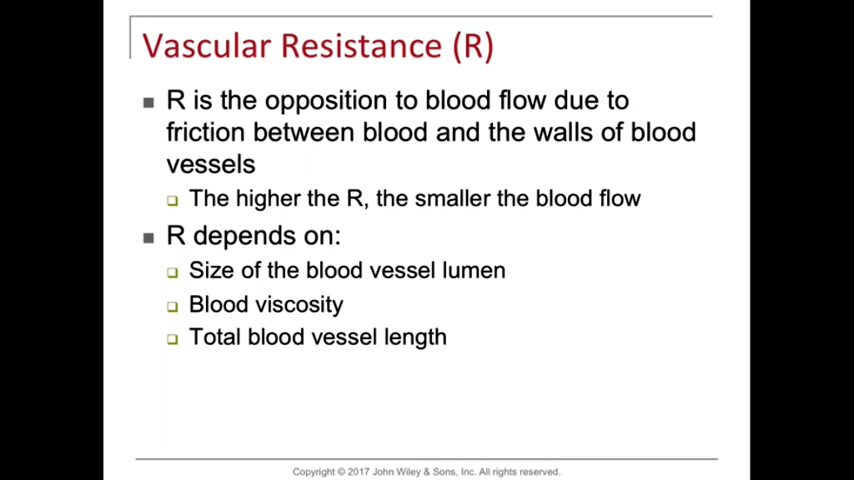 Vascular Resistance (R)
R is the opposition to blood flow due to
friction between blood and the walls of blood
vessels
The higher the R, the smaller the blood flow
R depends on:
Size of the blood vessel lumen
Blood viscosity
Total blood vessel length
Copyright © 2017 John Wiley & Sons, Inc. All rights reserved.